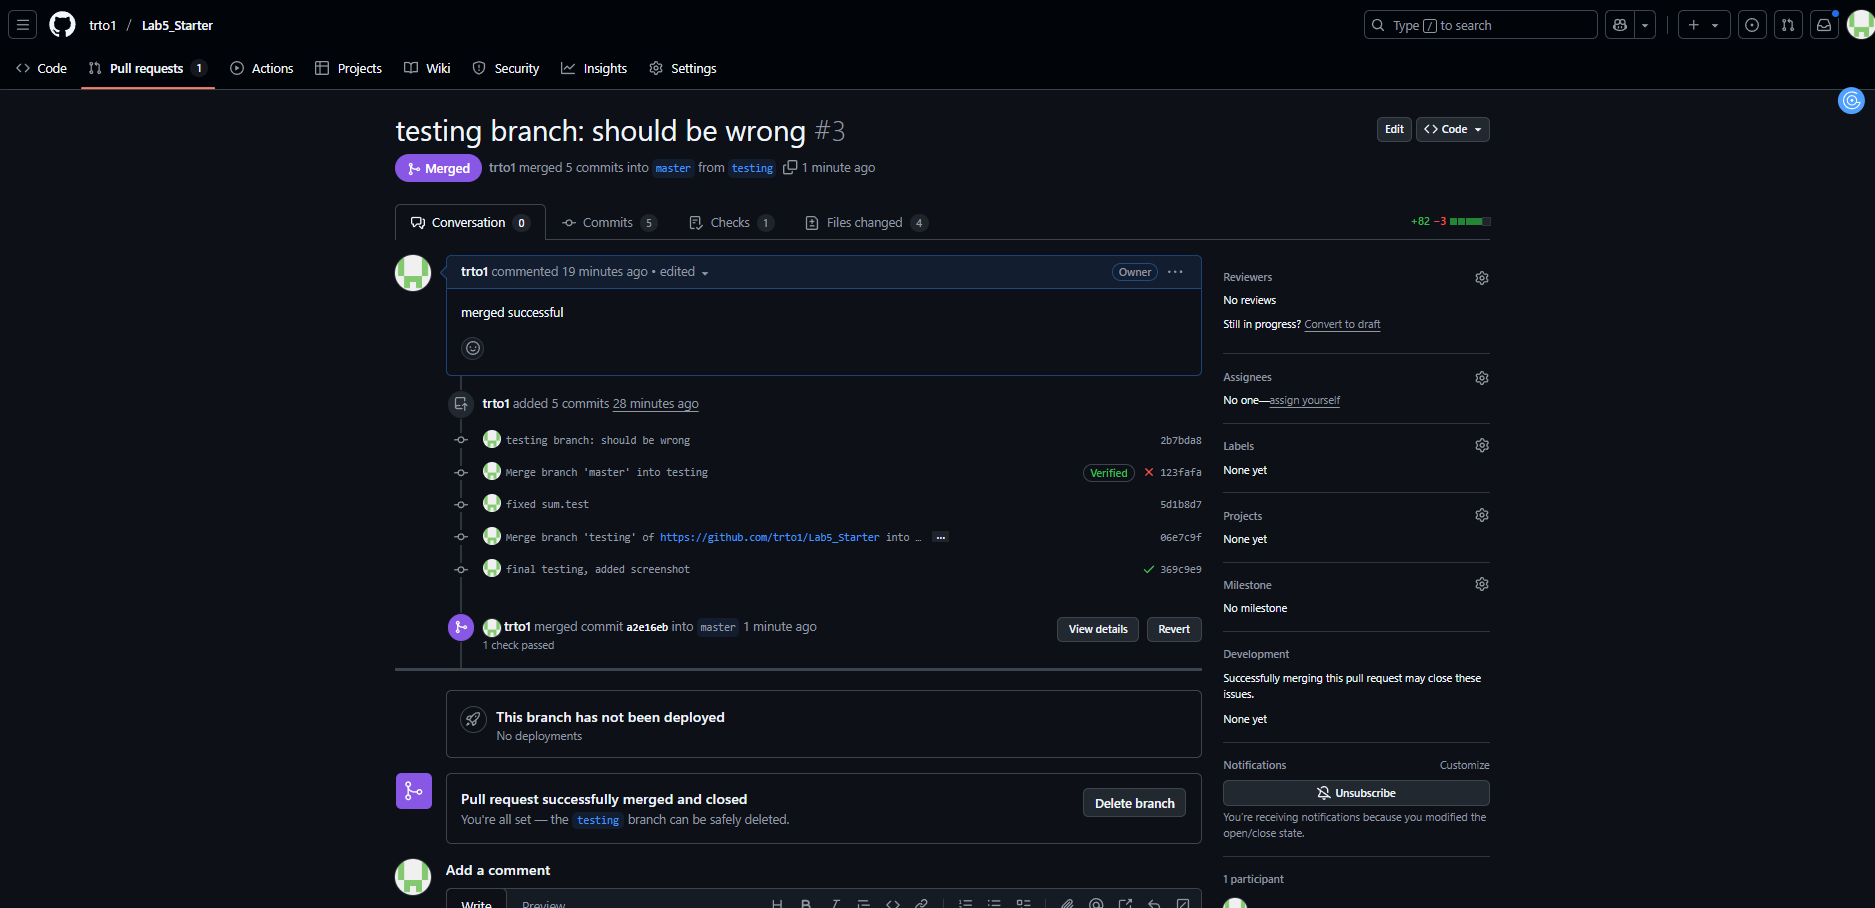 trto1 / Lab5_Starter
Type / to search
Code
Pull requests 1
Actions
Projects
Wiki
Security
Insights
Settings
testing branch: should be wrong #3
Edit
Code
Merged
trto1 merged 5 commits into master from testing 1 minute ago
Conversation 0
Commits 5
Checks 1
Files changed 4
+82 −3
trto1 commented 19 minutes ago • edited
Owner
merged successful
trto1 added 5 commits 28 minutes ago
testing branch: should be wrong 2b7bda8
Merge branch 'master' into testing Verified 123fafa
fixed sum.test 5d1b8d7
Merge branch 'testing' of https://github.com/trto1/Lab5_Starter into … 06e7c9f
final testing, added screenshot 369c9e9
trto1 merged commit a2e16eb into master 1 minute ago
1 check passed
View details
Revert
This branch has not been deployed
No deployments
Pull request successfully merged and closed
You're all set — the testing branch can be safely deleted.
Delete branch
Add a comment
Write
Preview
Reviewers
No reviews
Still in progress? Convert to draft
Assignees
No one—assign yourself
Labels
None yet
Projects
None yet
Milestone
No milestone
Development
Successfully merging this pull request may close these
issues.
None yet
Notifications
Customize
Unsubscribe
You're receiving notifications because you modified the
open/close state.
1 participant